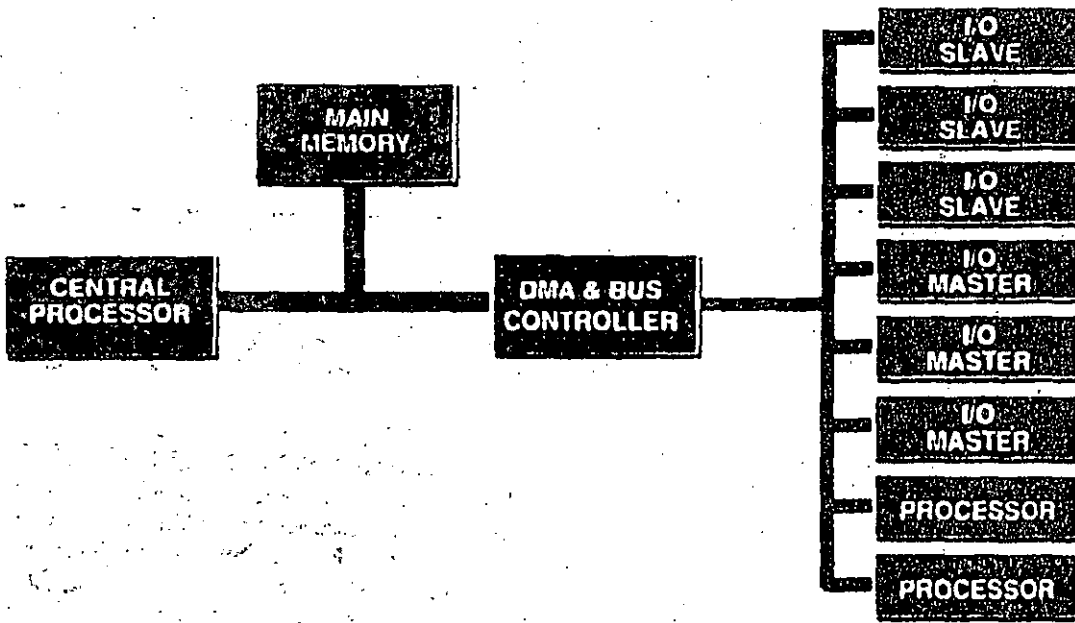 MAIN
MEMORY
CENTRAL
PROCESSOR
DMA & BUS
CONTROLLER
I/O
SLAVE
I/O
SLAVE
I/O
SLAVE
I/O
MASTER
I/O
MASTER
I/O
MASTER
PROCESSOR
PROCESSOR